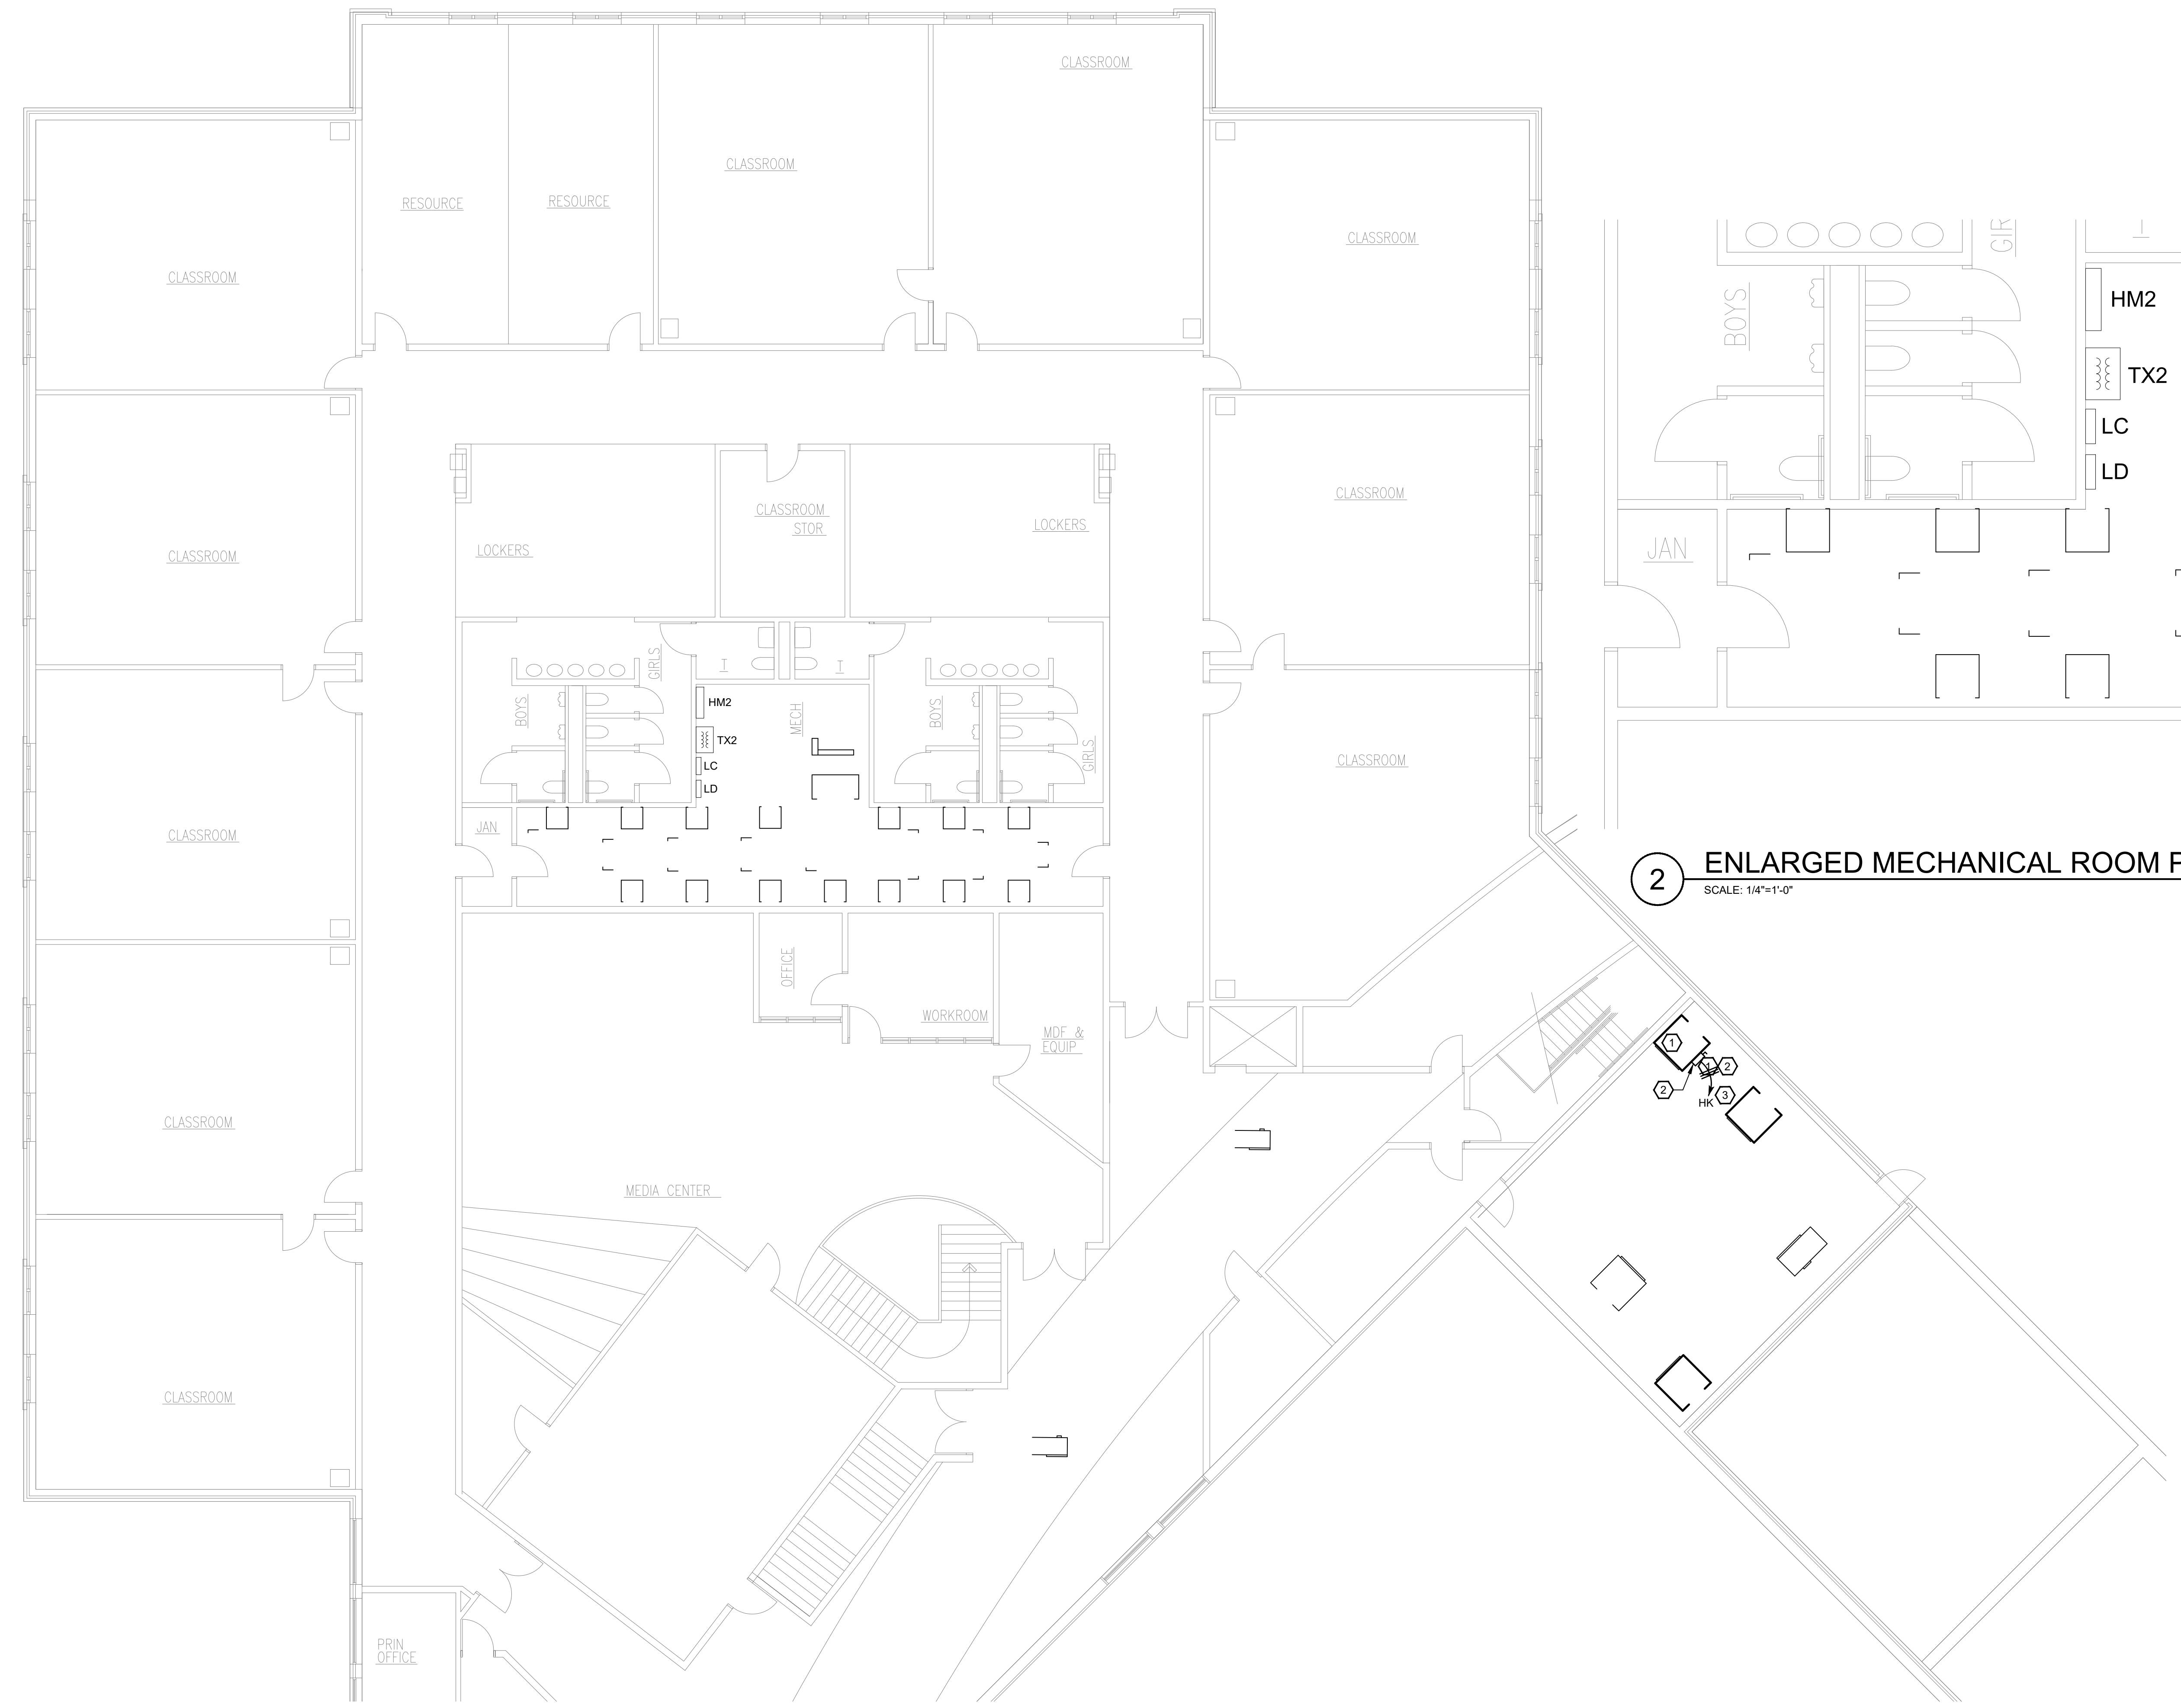 CLASSROOM
CLASSROOM
RESOURCE
RESOURCE
CLASSROOM
CLASSROOM
CLASSROOM
CLASSROOM
CLASSROOM
STOR
LOCKERS
LOCKERS
CLASSROOM
GIRLS
T
T
BOYS
HM2
MECH
BOYS
TX2
GIRLS
LC
LD
CLASSROOM
JAN
CLASSROOM
OFFICE
WORKROOM
MDF &
EQUIP
CLASSROOM
MEDIA CENTER
CLASSROOM
PRIN
OFFICE
BOYS
HM2
TX2
LC
LD
JAN
2
ENLARGED MECHANICAL ROOM
SCALE: 1/4"=1'-0"
1
2
2
3
HK